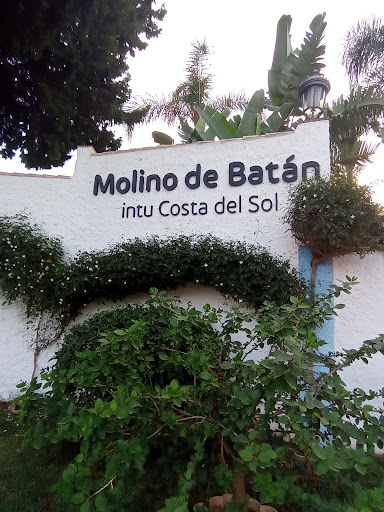 Molino de Batán
intu Costa del Sol